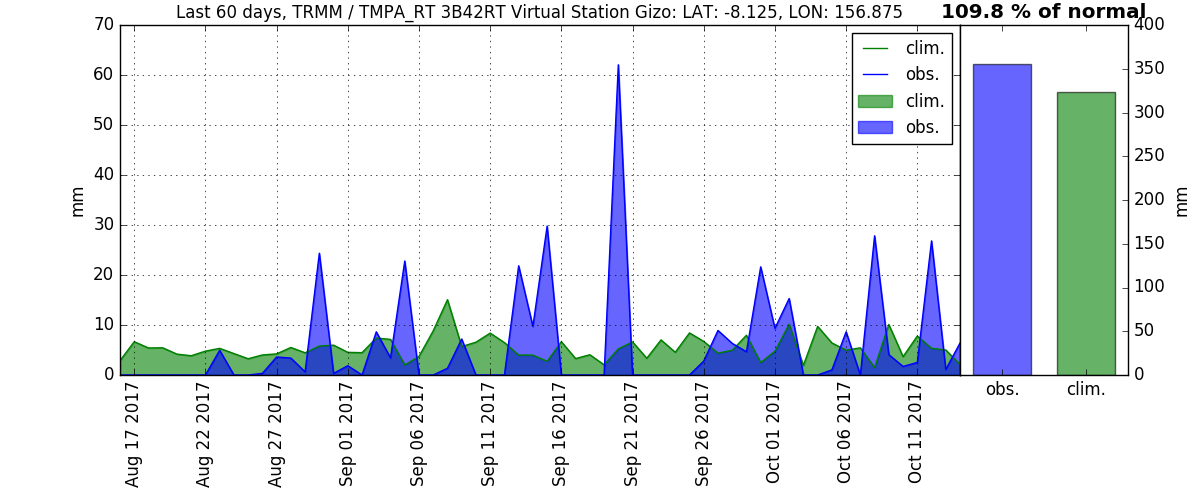 Last 60 days, TRMM / TMPA_RT 3B42RT Virtual Station Gizo: LAT: -8.125, LON: 156.875
109.8 % of normal
70
60
50
40
30
20
10
0
mm
clim.
obs.
clim.
obs.
Aug 17 2017
Aug 22 2017
Aug 27 2017
Sep 01 2017
Sep 06 2017
Sep 11 2017
Sep 16 2017
Sep 21 2017
Sep 26 2017
Oct 01 2017
Oct 06 2017
Oct 11 2017
400
350
300
250
200
150
100
50
0
mm
obs.
clim.